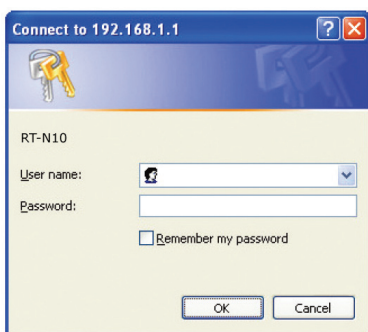 Connect to 192.168.1.1
RT-N10
User name:
Password:
Remember my password
OK
Cancel